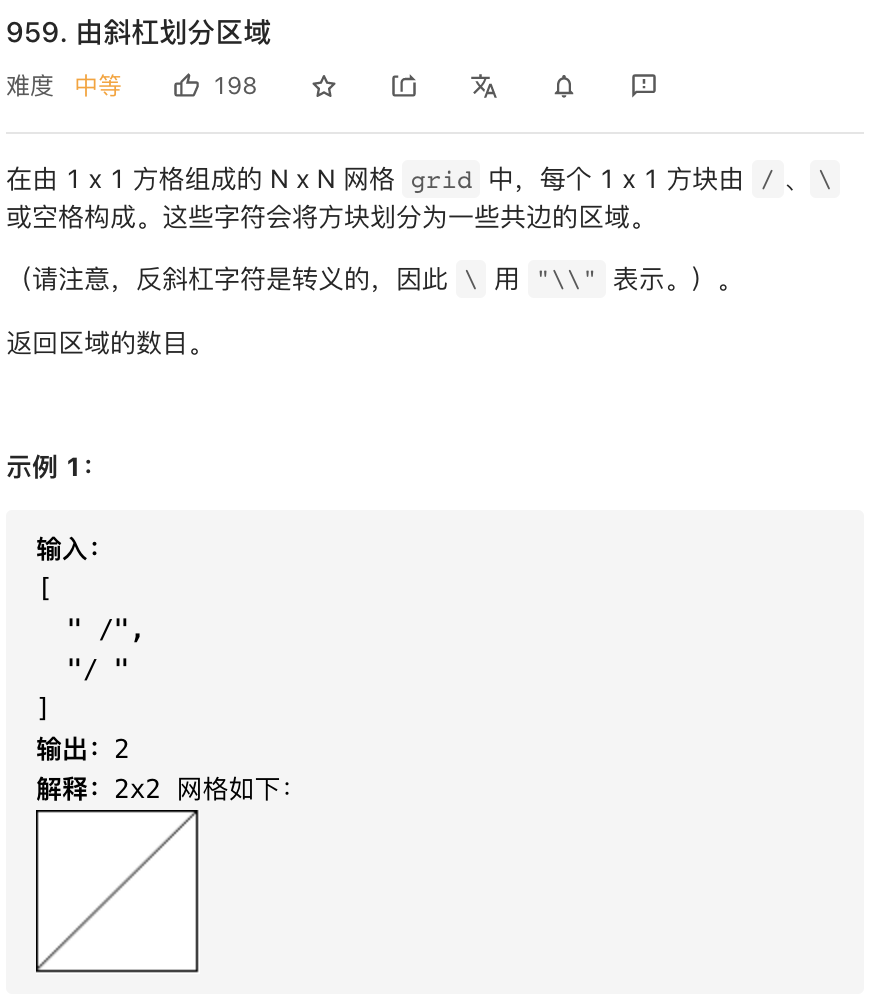 959. 由斜杠划分区域
难度 中等 198
在由 1 x 1 方格组成的 N x N 网格 grid 中，每个 1 x 1 方块由 / 、 \
或空格构成。这些字符会将方块划分为一些共边的区域。
（请注意，反斜杠字符是转义的，因此 \ 用 "\\" 表示。）。
返回区域的数目。
示例 1：
输入：
[
  " /",
  "/ "
]
输出：2
解释：2x2 网格如下：